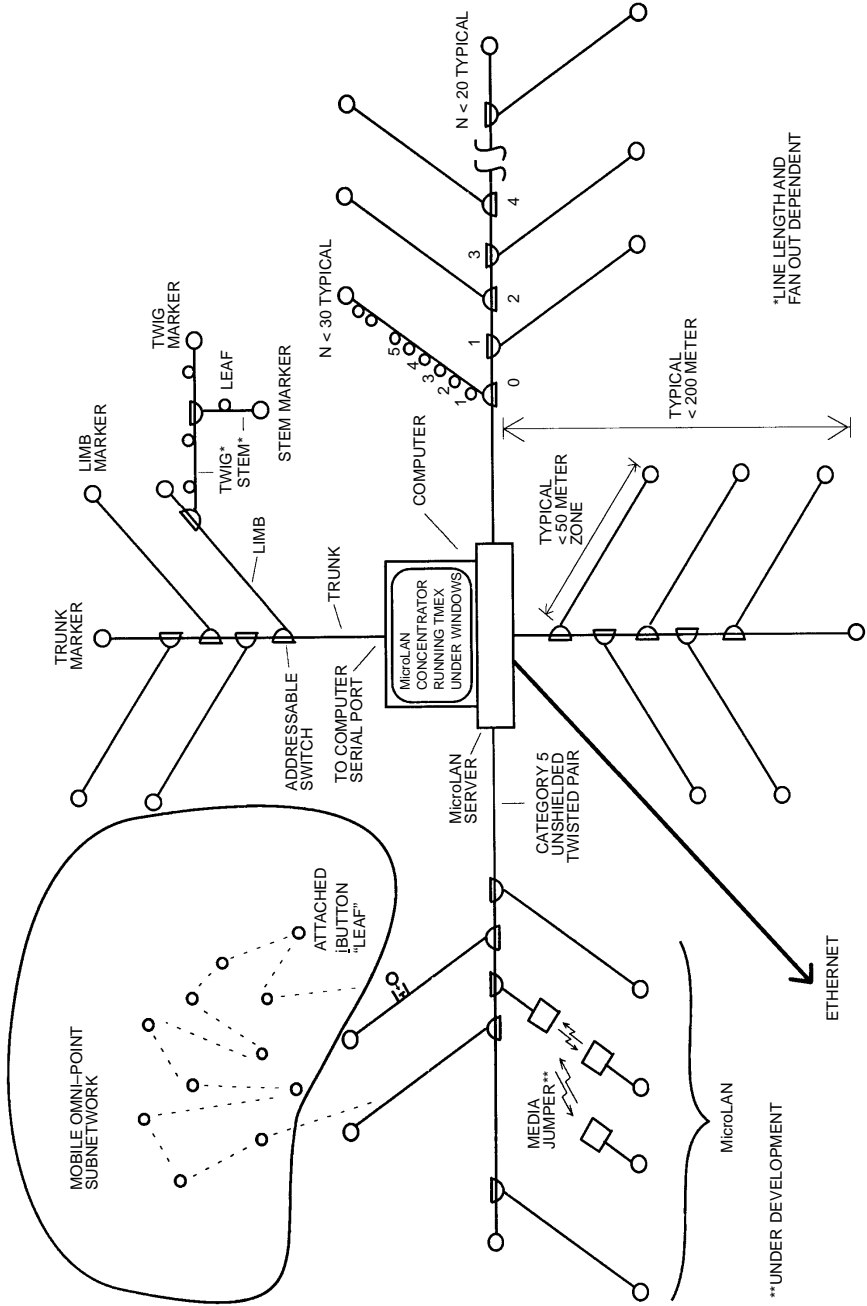 MOBILE OMNI–POINT
SUBNETWORK
ATTACHED
iBUTTON
"LEAF"
TRUNK
MARKER
LIMB
MARKER
TWIG
MARKER
LEAF
TWIG*
STEM*
STEM MARKER
LIMB
ADDRESSABLE
SWITCH
TRUNK
TO COMPUTER
SERIAL PORT
COMPUTER
MicroLAN
CONCENTRATOR
RUNNING TMEX
UNDER WINDOWS
MicroLAN
SERVER
N < 30 TYPICAL
1
2
3
4
5
N < 20 TYPICAL
0
1
2
3
4
CATEGORY 5
UNSHIELDED
TWISTED PAIR
TYPICAL
< 50 METER
ZONE
TYPICAL
< 200 METER
MEDIA
JUMPER**
MicroLAN
ETHERNET
*LINE LENGTH AND
FAN OUT DEPENDENT
**UNDER DEVELOPMENT